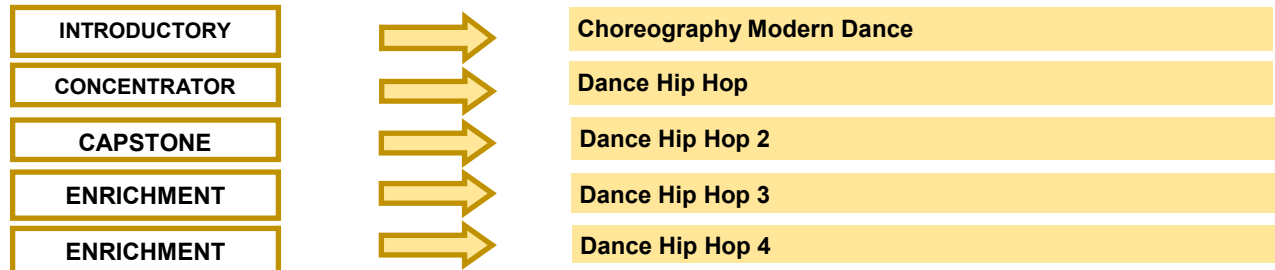 INTRODUCTORY Choreography Modern Dance
CONCENTRATOR Dance Hip Hop
CAPSTONE Dance Hip Hop 2
ENRICHMENT Dance Hip Hop 3
ENRICHMENT Dance Hip Hop 4